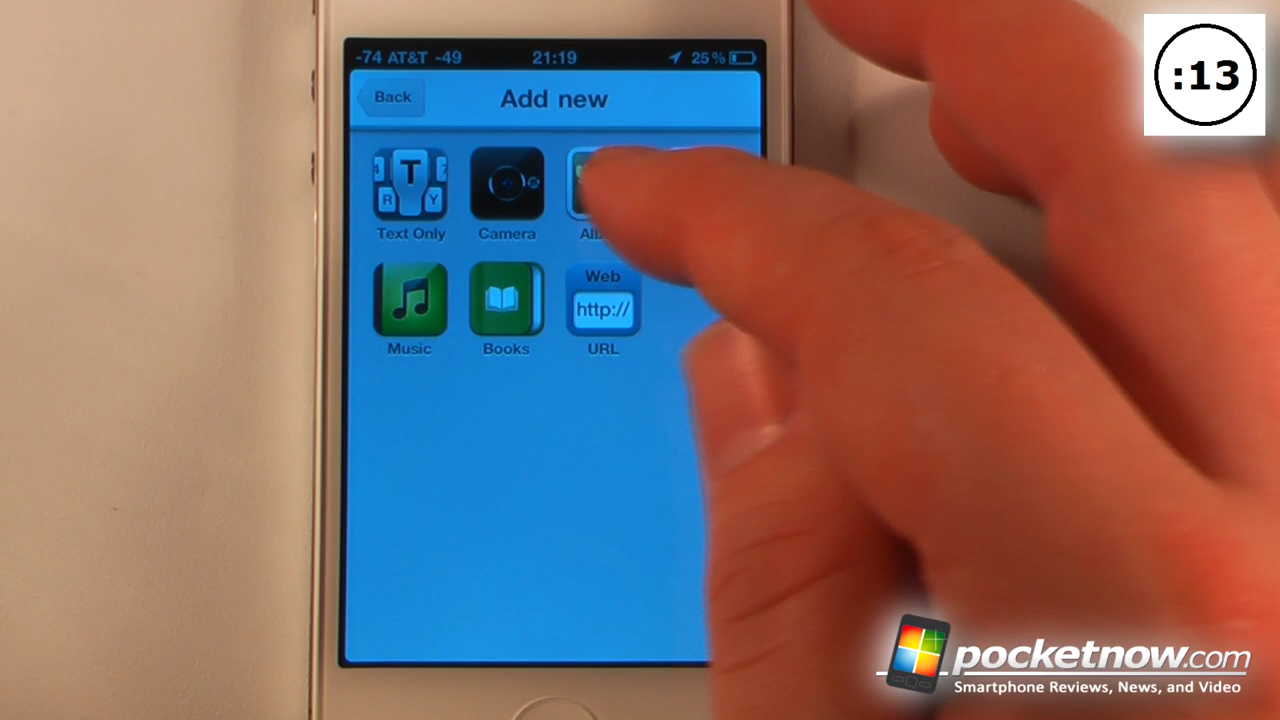 -74 AT&T -49 21:19 25%
:13
Back Add new
T
R Y
Text Only Camera
Web
http://
Music Books URL
pocketnow.com
Smartphone Reviews, News, and Video